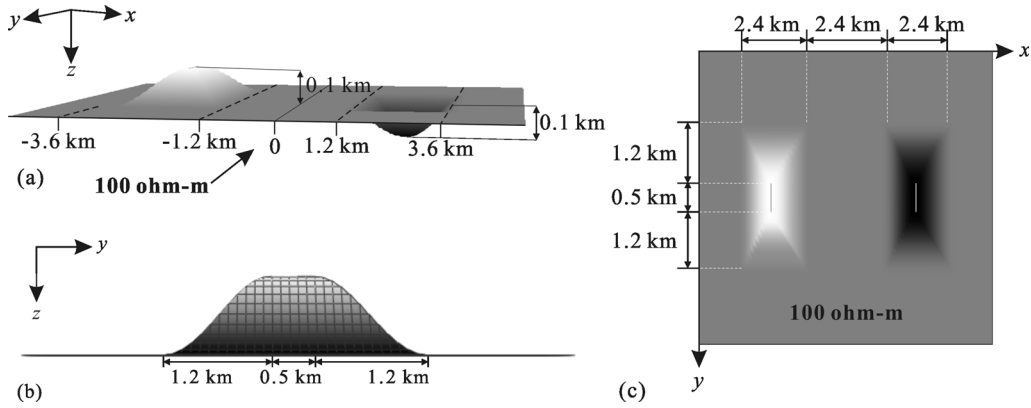 y x
z
0.1 km
0.1 km
-3.6 km -1.2 km 0 1.2 km 3.6 km
(a)
100 ohm-m
y
z
1.2 km 0.5 km 1.2 km
(b)
2.4 km 2.4 km 2.4 km
x
1.2 km
0.5 km
1.2 km
100 ohm-m
y
(c)